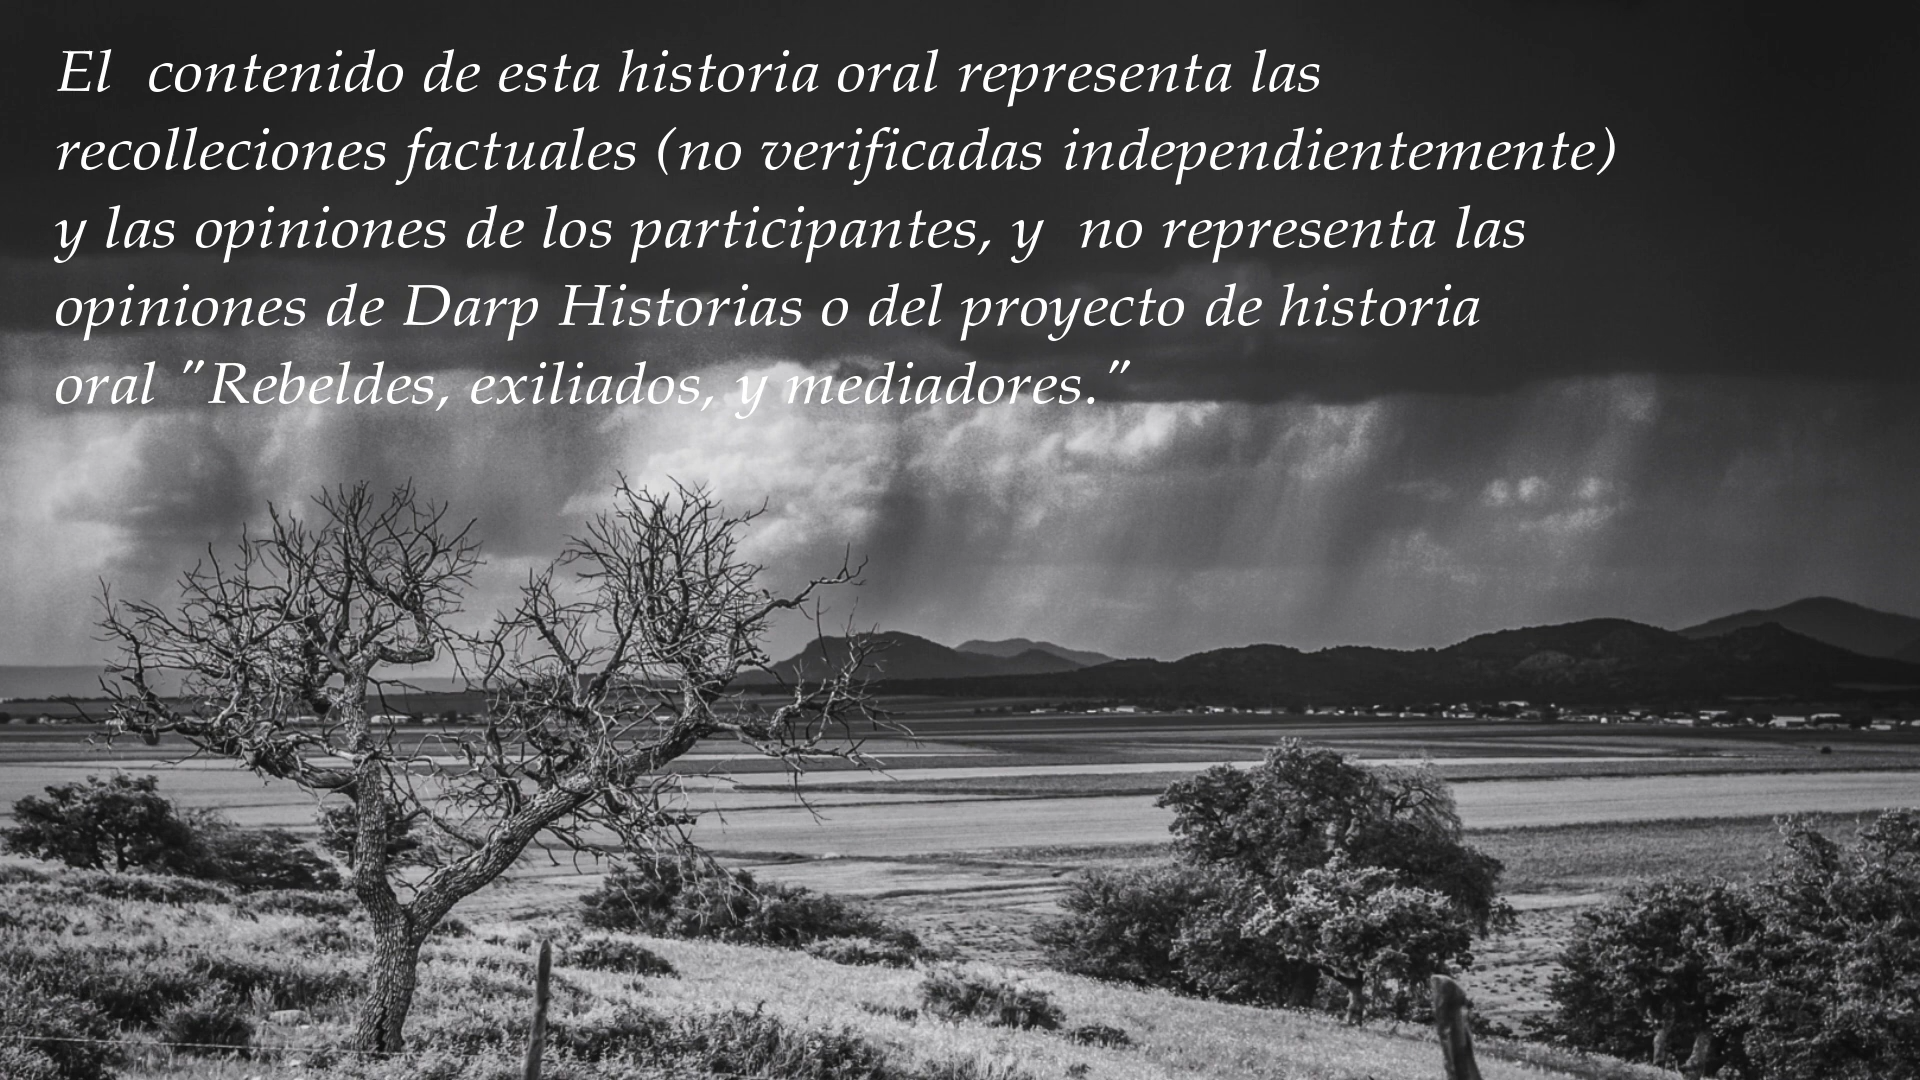 El  contenido de esta historia oral representa las
recolleciones factuales (no verificadas independientemente)
y las opiniones de los participantes, y  no representa las
opiniones de Darp Historias o del proyecto de historia
oral "Rebeldes, exiliados, y mediadores."